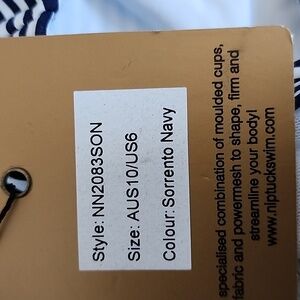 Style: NN2083SON
Size: AUS10/US6
Colour: Sorrento Navy
specialised combination of moulded cups,
fabric and powermesh to shape, firm and
streamline your body!
www.niptuckswim.com